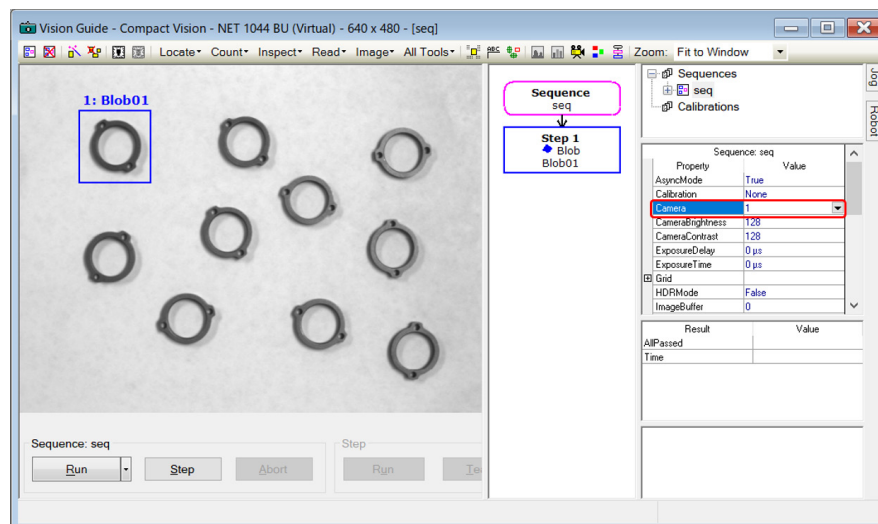 Vision Guide - Compact Vision - NET 1044 BU (Virtual) - 640 x 480 - [seq]
Locate Count Inspect Read Image All Tools Zoom: Fit to Window
1: Blob01
Sequence
seq
Step 1
Blob
Blob01
Sequences
seq
Calibrations
Jog
Robot
Sequence: seq
Property Value
AsyncMode True
Calibration None
Camera 1
CameraBrightness 128
CameraContrast 128
ExposureDelay 0 µs
ExposureTime 0 µs
Grid
HDRMode False
ImageBuffer 0
Result Value
AllPassed
Time
Sequence: seq
Run Step Abort
Step
Run